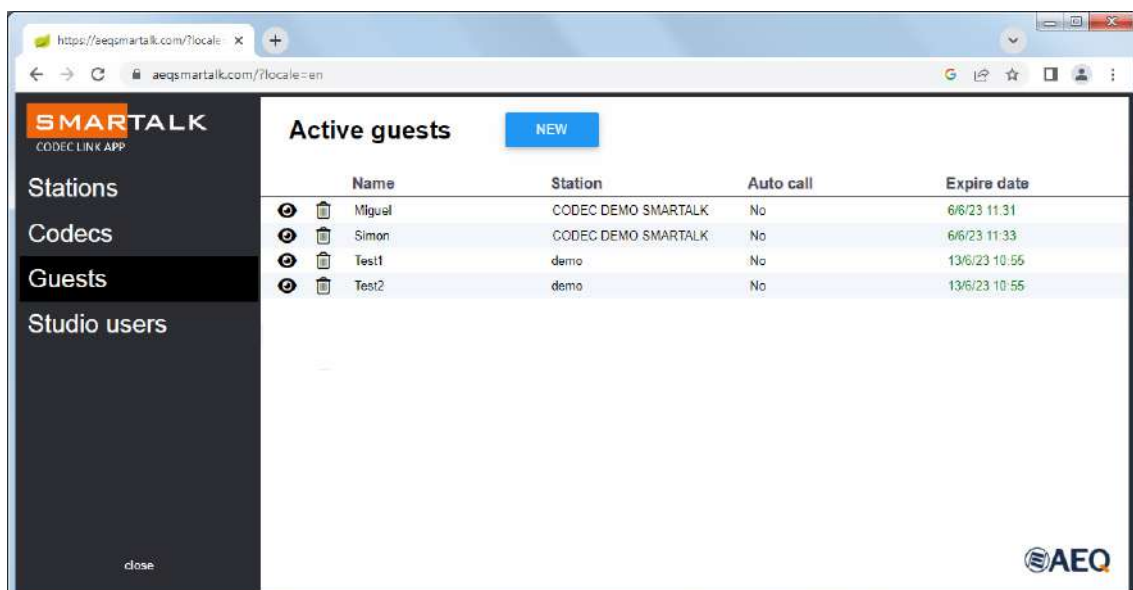 https://aeqsmartalk.com/?locale
aeqsmartalk.com/?locale=en
SMARTALK
CODEC LINK APP
Stations
Codecs
Guests
Studio users
close
Active guests NEW
Name Station Auto call Expire date
Miguel CODEC DEMO SMARTALK No 6/6/23 11:31
Simon CODEC DEMO SMARTALK No 6/6/23 11:33
Test1 demo No 13/6/23 10:55
Test2 demo No 13/6/23 10:55
AEQ